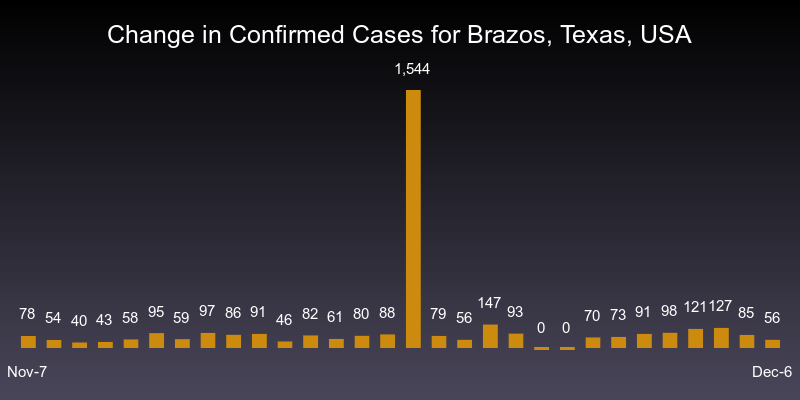 Change in Confirmed Cases for Brazos, Texas, USA
1,544
78 54 40 43 58 95 59 97 86 91 46 82 61 80 88 79 56 147 93 0 0 70 73 91 98 121 127 85 56
Nov-7 Dec-6